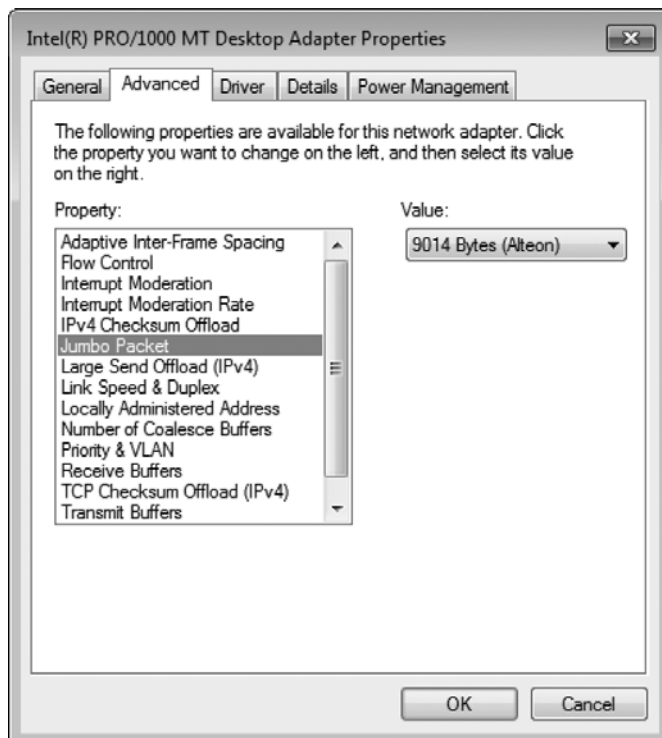 Intel(R) PRO/1000 MT Desktop Adapter Properties
General Advanced Driver Details Power Management
The following properties are available for this network adapter. Click
the property you want to change on the left, and then select its value
on the right.
Property: Value:
Adaptive Inter-Frame Spacing
9014 Bytes (Alteon)
Flow Control
Interrupt Moderation
Interrupt Moderation Rate
IPv4 Checksum Offload
Jumbo Packet
Large Send Offload (IPv4)
Link Speed & Duplex
Locally Administered Address
Number of Coalesce Buffers
Priority & VLAN
Receive Buffers
TCP Checksum Offload (IPv4)
Transmit Buffers
OK Cancel